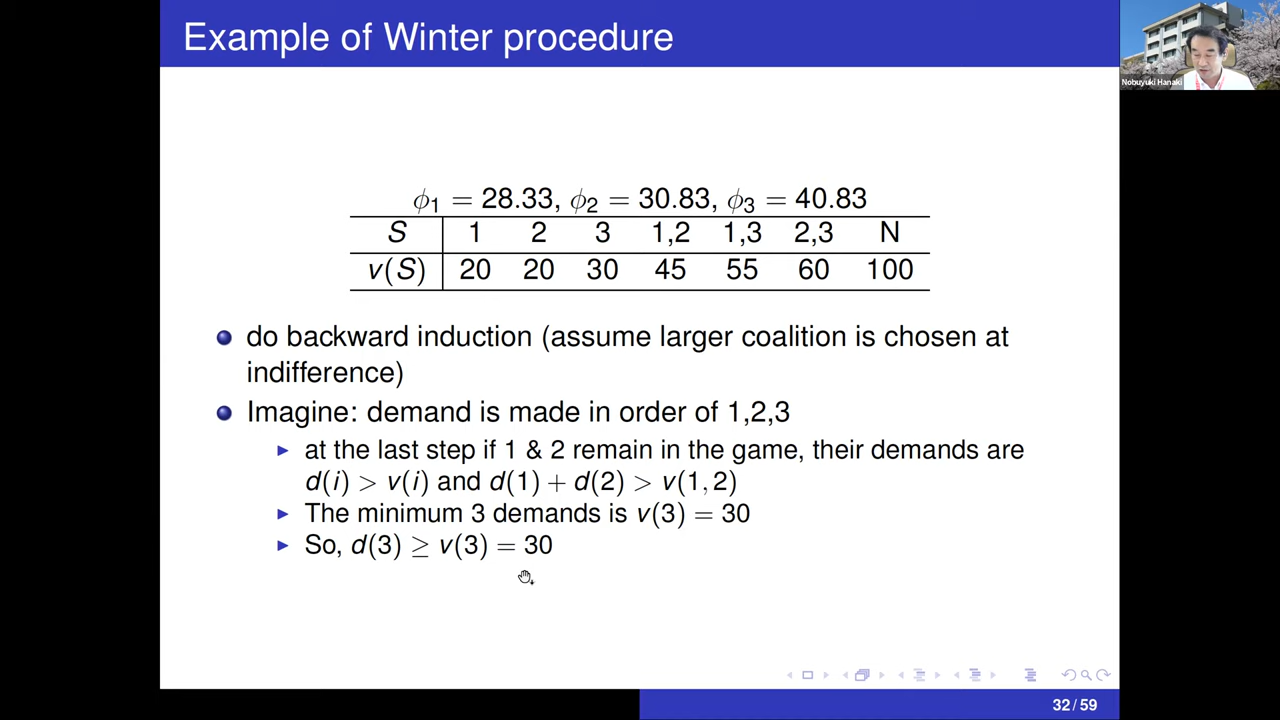 Example of Winter procedure
Nobuyuki Hanaki
ϕ1 = 28.33, ϕ2 = 30.83, ϕ3 = 40.83
S 1 2 3 1,2 1,3 2,3 N
v(S) 20 20 30 45 55 60 100
do backward induction (assume larger coalition is chosen at
indifference)
Imagine: demand is made in order of 1,2,3
at the last step if 1 & 2 remain in the game, their demands are
d(i) > v(i) and d(1) + d(2) > v(1, 2)
The minimum 3 demands is v(3) = 30
So, d(3) ≥ v(3) = 30
32 / 59